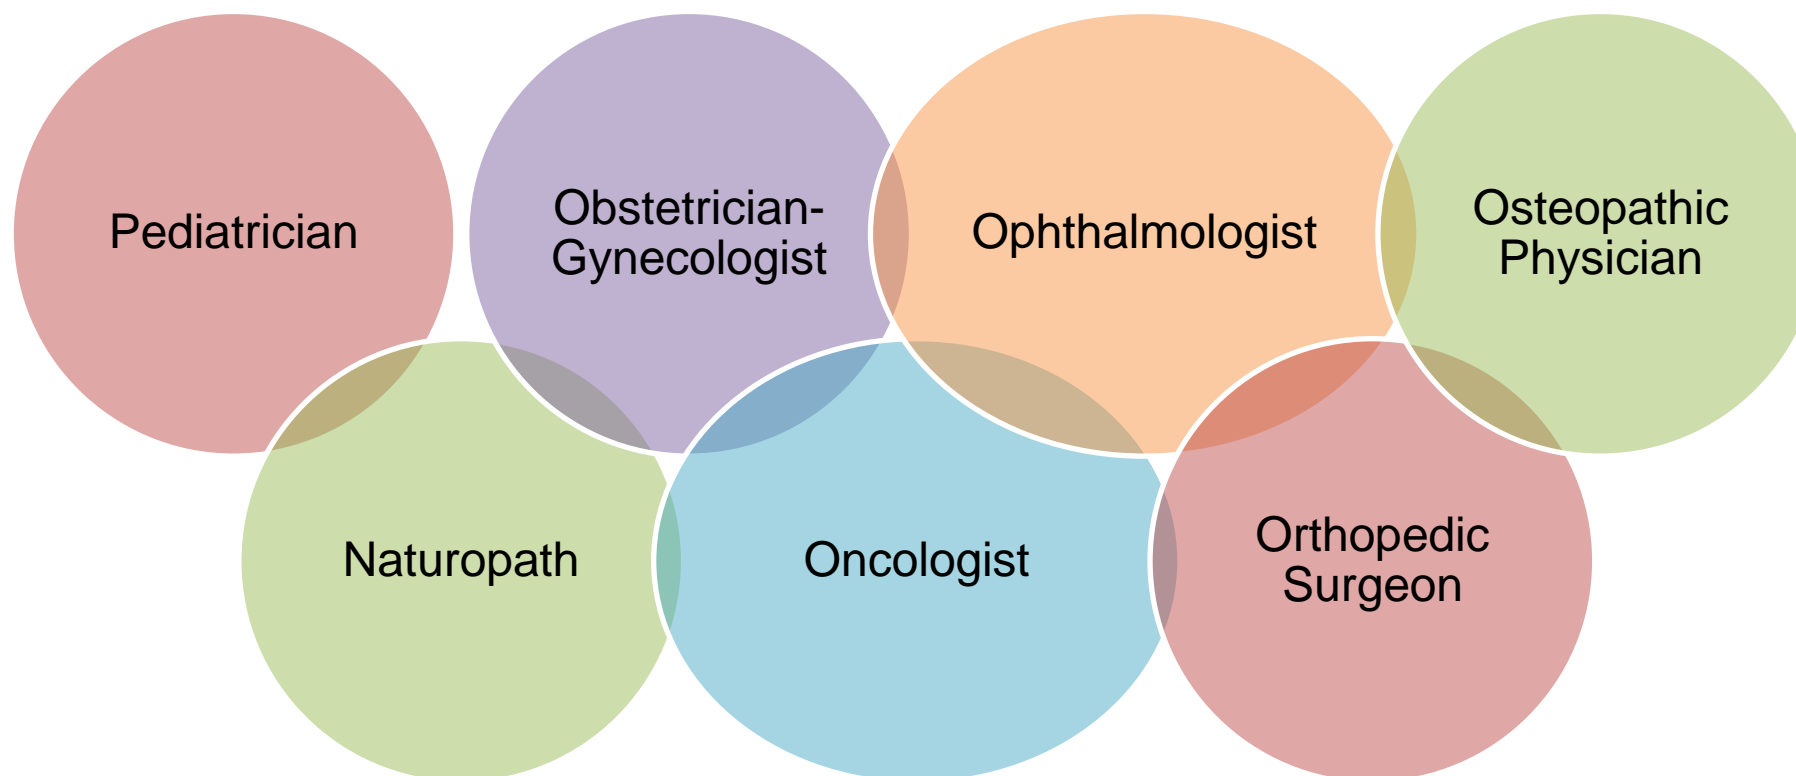 Pediatrician
Obstetrician-
Gynecologist
Ophthalmologist
Osteopathic
Physician
Naturopath
Oncologist
Orthopedic
Surgeon